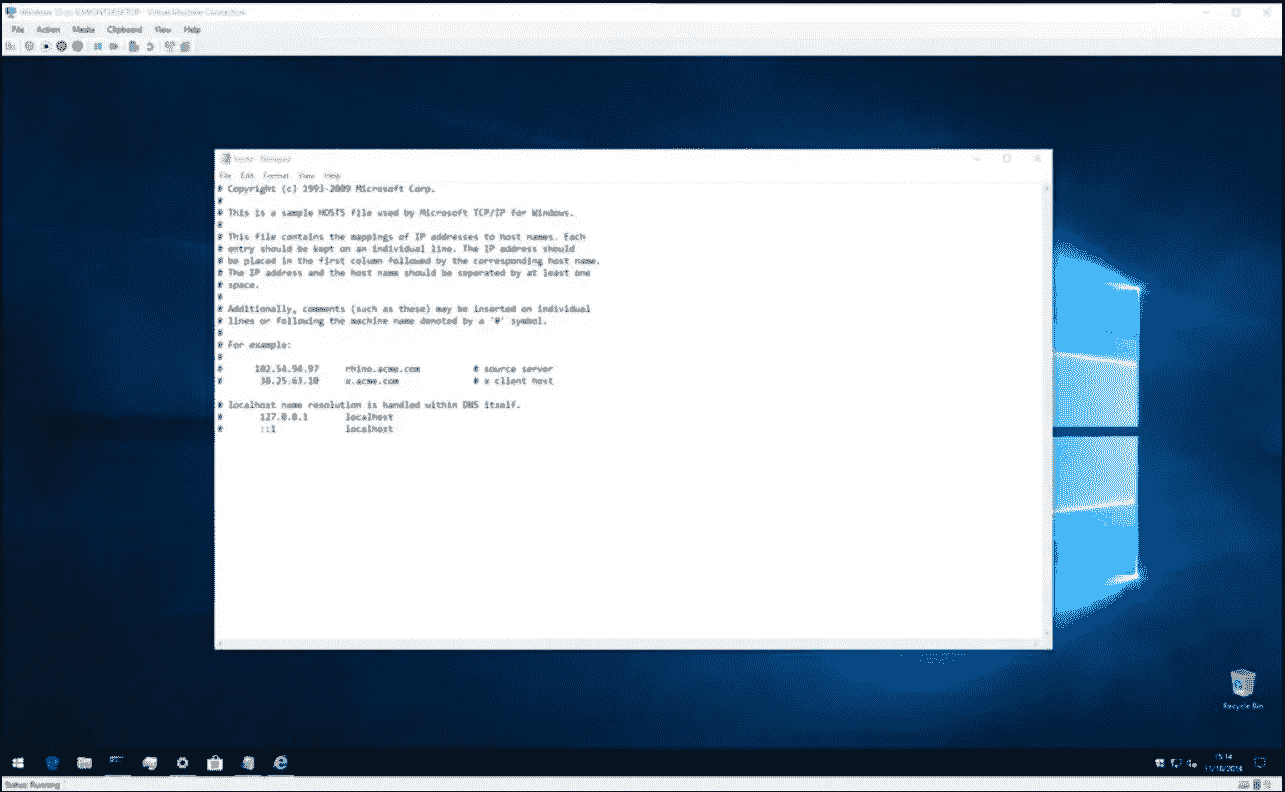 File Action Media Clipboard View Help
hosts - Notepad
File Edit Format View Help
# Copyright (c) 1993-2009 Microsoft Corp.
#
# This is a sample HOSTS file used by Microsoft TCP/IP for Windows.
#
# This file contains the mappings of IP addresses to host names. Each
# entry should be kept on an individual line. The IP address should
# be placed in the first column followed by the corresponding host name.
# The IP address and the host name should be separated by at least one
# space.
#
# Additionally, comments (such as these) may be inserted on individual
# lines or following the machine name denoted by a '#' symbol.
#
# For example:
#
# 102.54.94.97 rhino.acme.com # source server
# 38.25.63.10 x.acme.com # x client host
# localhost name resolution is handled within DNS itself.
# 127.0.0.1 localhost
# ::1 localhost
Recycle Bin
15:14
Status: Running